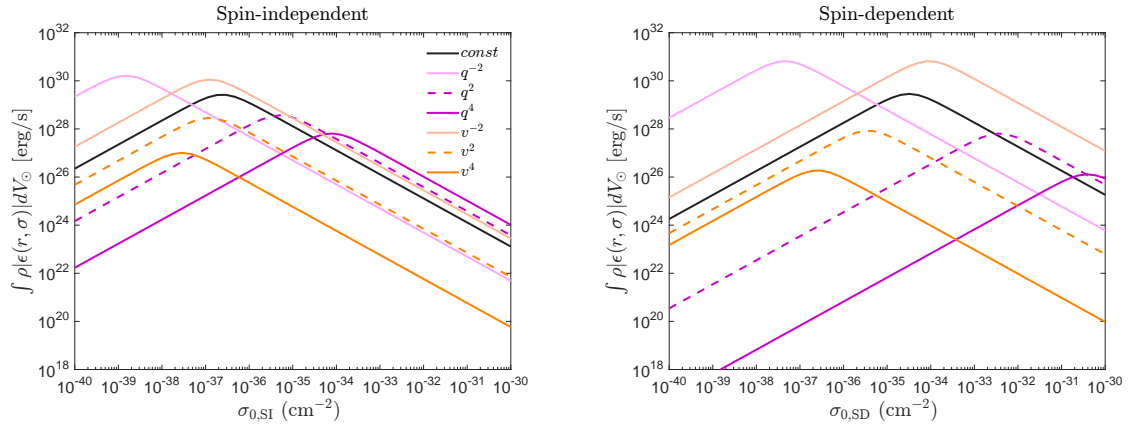 Spin-independent
10^32
10^30
10^28
10^26
10^24
10^22
10^20
10^18
∫ ρ|ϵ(r, σ)|dV⊙ [erg/s]
const
q^−2
q^2
q^4
v^−2
v^2
v^4
10^-40 10^-39 10^-38 10^-37 10^-36 10^-35 10^-34 10^-33 10^-32 10^-31 10^-30
σ_0,SI (cm^−2)
Spin-dependent
10^32
10^30
10^28
10^26
10^24
10^22
10^20
10^18
∫ ρ|ϵ(r, σ)|dV⊙ [erg/s]
10^-40 10^-39 10^-38 10^-37 10^-36 10^-35 10^-34 10^-33 10^-32 10^-31 10^-30
σ_0,SD (cm^−2)